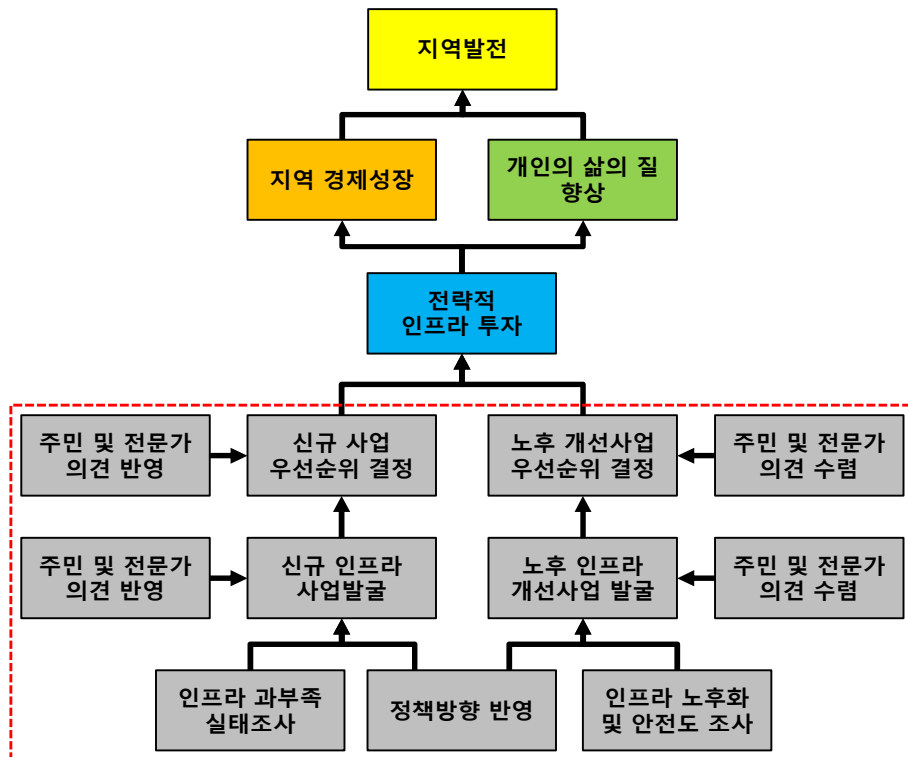 지역발전
지역 경제성장
개인의 삶의 질
향상
전략적
인프라 투자
주민 및 전문가
의견 반영
신규 사업
우선순위 결정
노후 개선사업
우선순위 결정
주민 및 전문가
의견 수렴
주민 및 전문가
의견 반영
신규 인프라
사업발굴
노후 인프라
개선사업 발굴
주민 및 전문가
의견 수렴
인프라 과부족
실태조사
정책방향 반영
인프라 노후화
및 안전도 조사